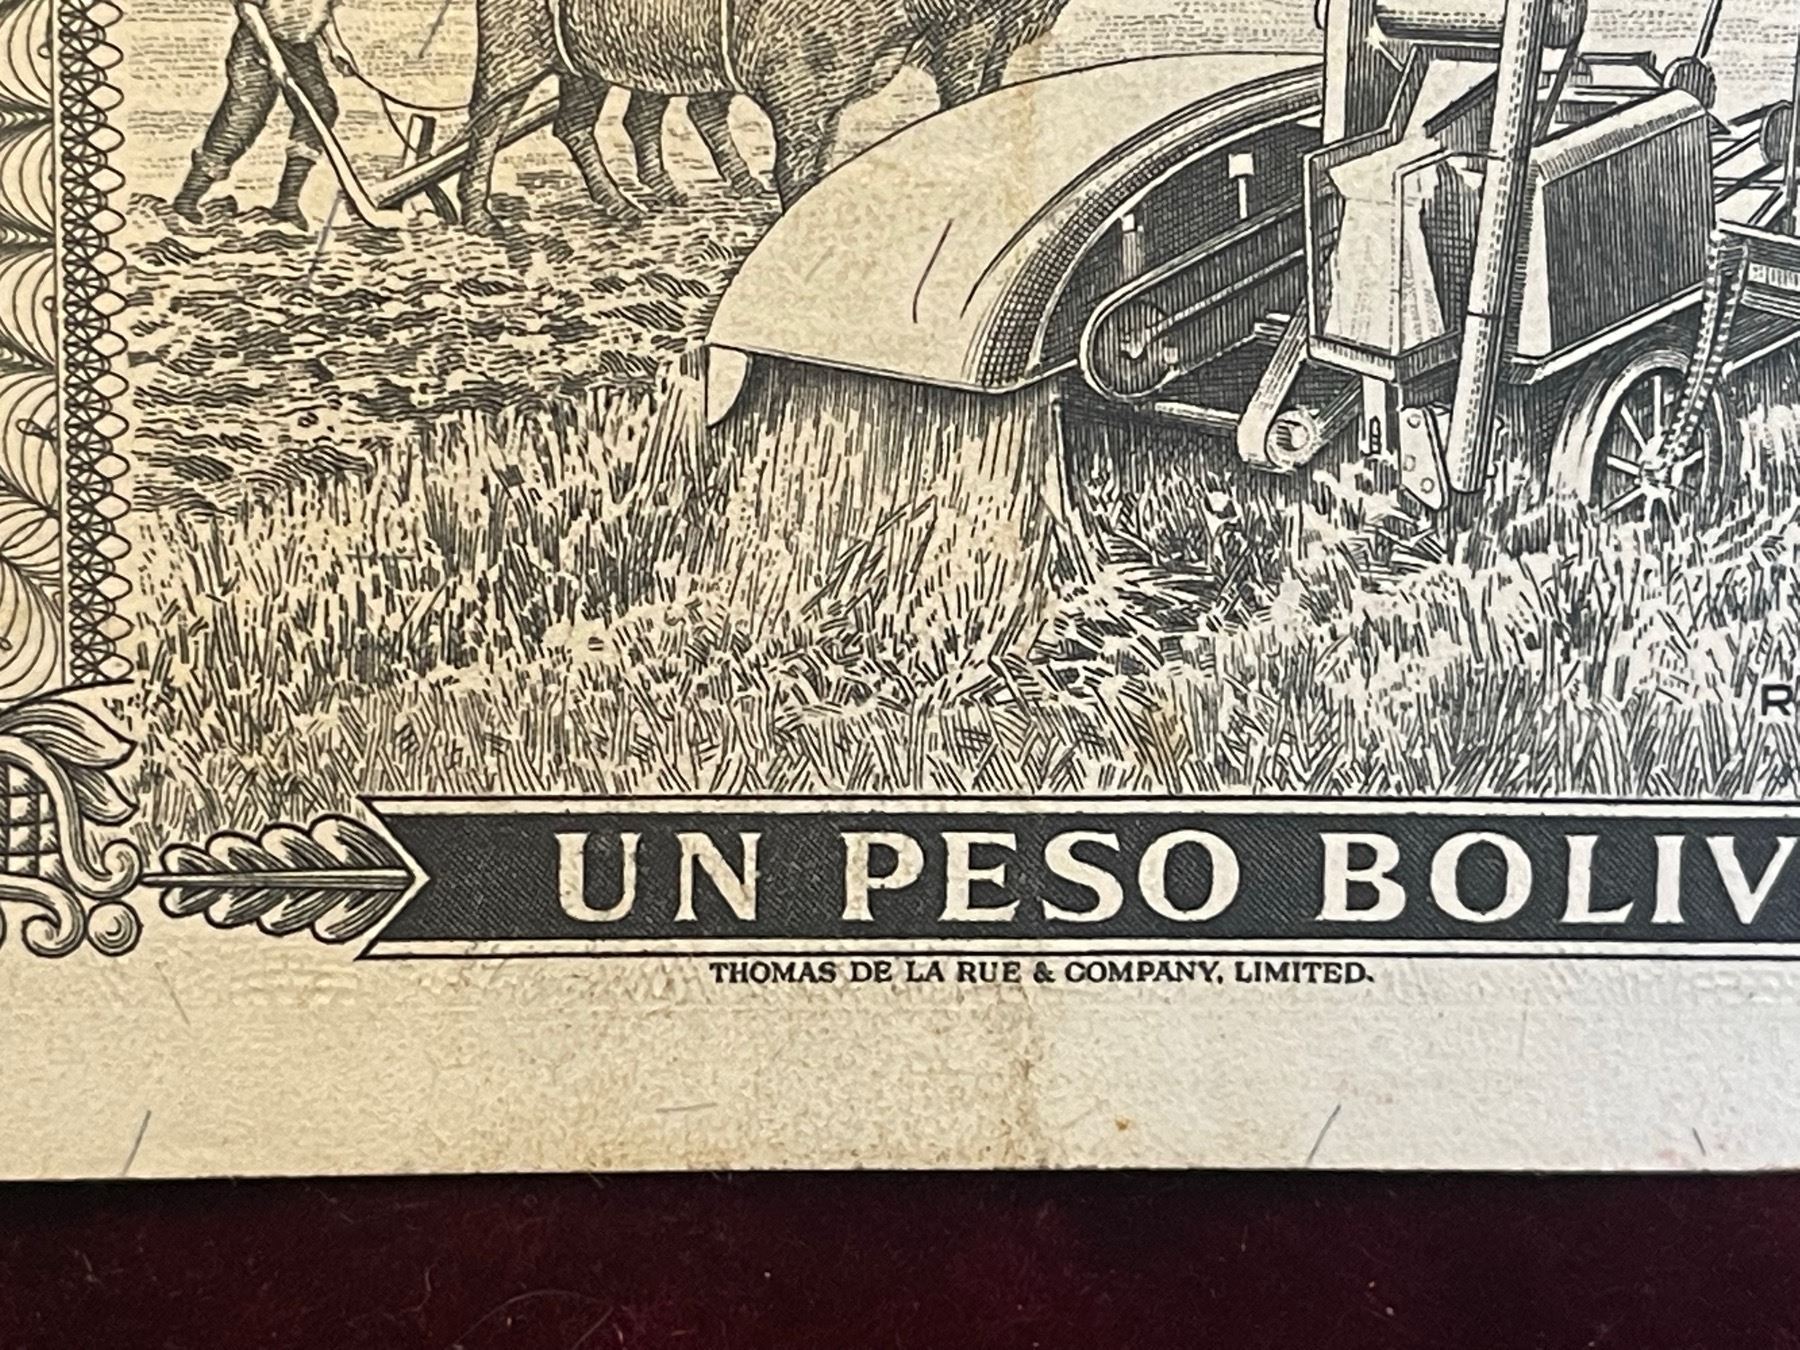 UN PESO BOLIV
THOMAS DE LA RUE & COMPANY, LIMITED.